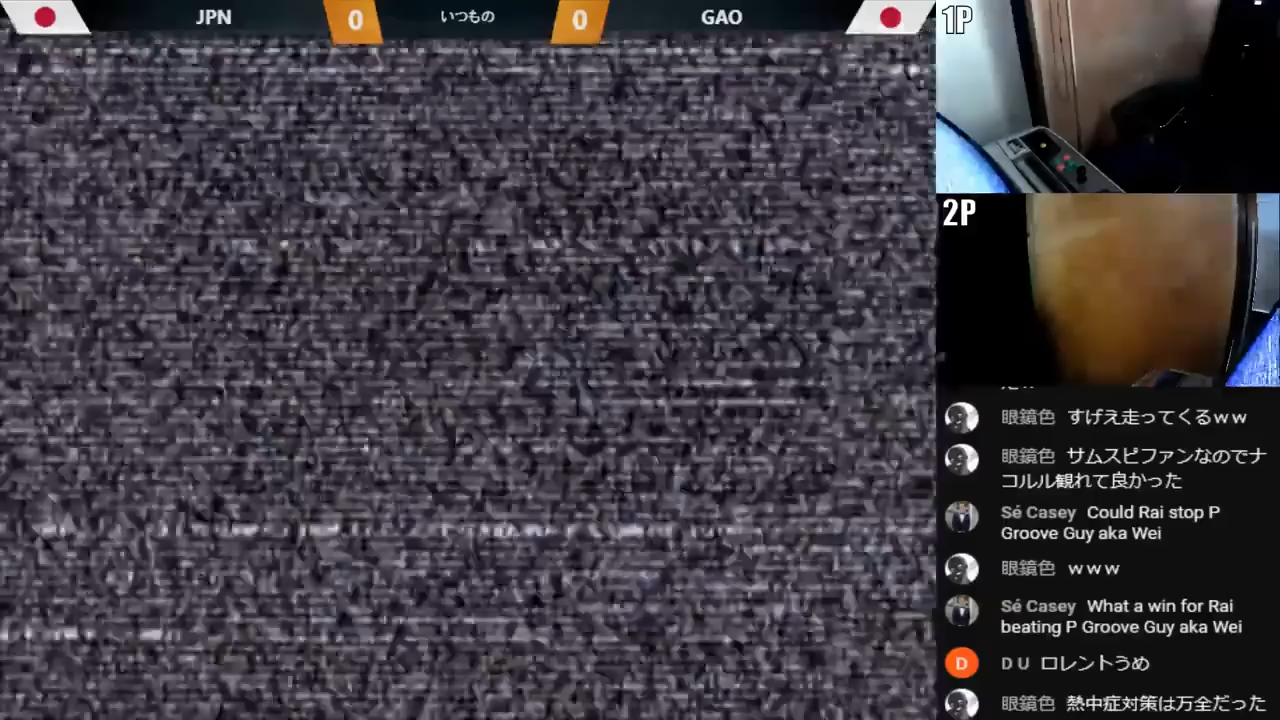 JPN 0 いつもの 0 GAO
1P
2P
眼鏡色 すげえ走ってくるｗｗ
眼鏡色 サムスピファンなのでナ
コルル観れて良かった
Sé Casey Could Rai stop P
Groove Guy aka Wei
眼鏡色 ｗｗｗ
Sé Casey What a win for Rai
beating P Groove Guy aka Wei
D
D U ロレントうめ
眼鏡色 熱中症対策は万全だった